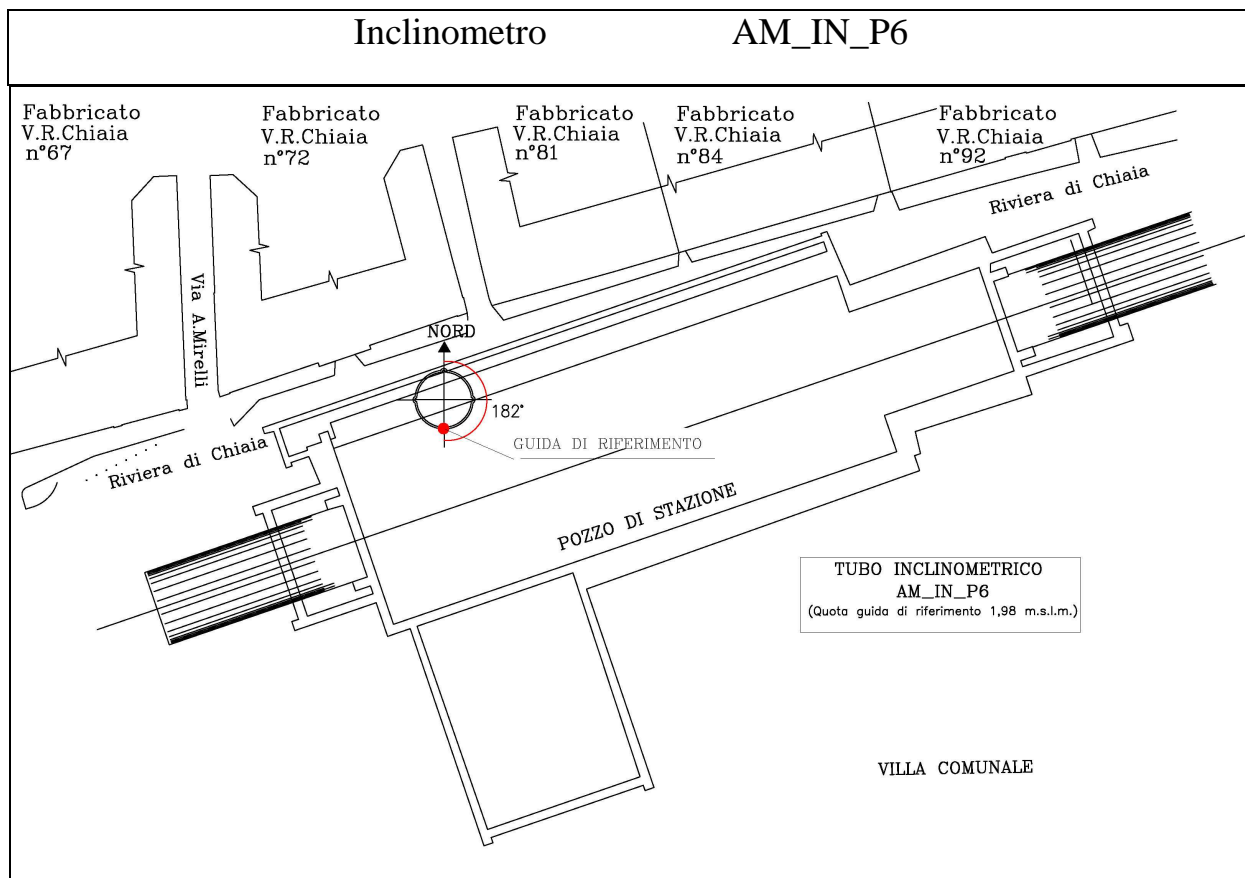 Inclinometro AM_IN_P6
Fabbricato
V.R.Chiaia
n°67
Fabbricato
V.R.Chiaia
n°72
Fabbricato
V.R.Chiaia
n°81
Fabbricato
V.R.Chiaia
n°84
Fabbricato
V.R.Chiaia
n°92
Riviera di Chiaia
Via A.Mirelli
NORD
182°
GUIDA DI RIFERIMENTO
Riviera di Chiaia
POZZO DI STAZIONE
TUBO INCLINOMETRICO
AM_IN_P6
(Quota guida di riferimento 1,98 m.s.l.m.)
VILLA COMUNALE